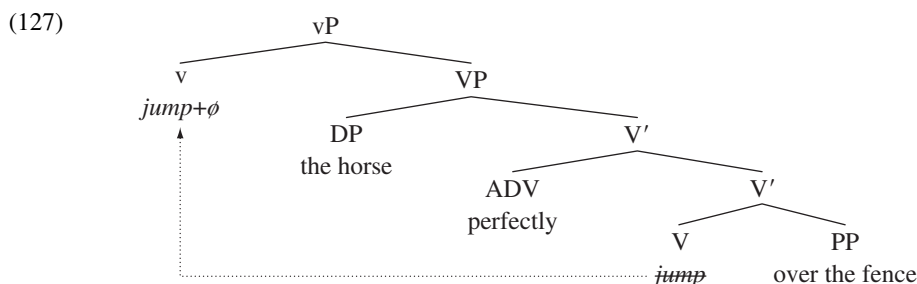 (127)
vP
v VP
jump+ϕ
DP V′
the horse
ADV V′
perfectly
V PP
jump over the fence